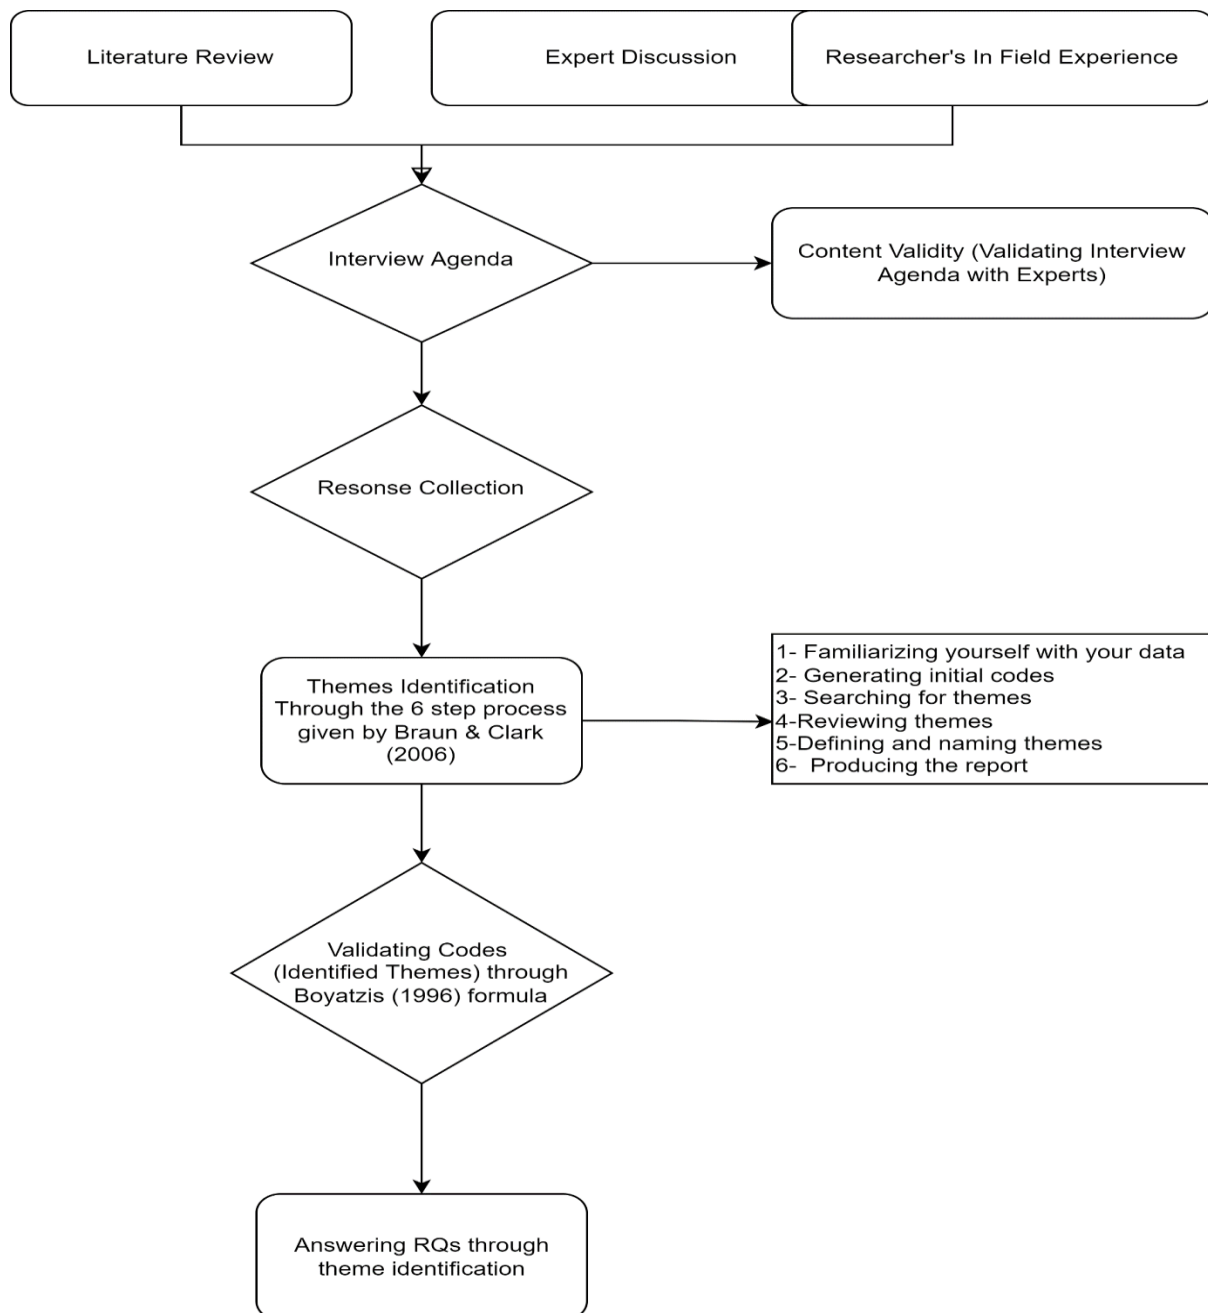 Literature Review
Expert Discussion
Researcher's In Field Experience
Interview Agenda
Content Validity (Validating Interview
Agenda with Experts)
Resonse Collection
Themes Identification
Through the 6 step process
given by Braun & Clark
(2006)
1- Familiarizing yourself with your data
2- Generating initial codes
3- Searching for themes
4-Reviewing themes
5-Defining and naming themes
6-  Producing the report
Validating Codes
(Identified Themes) through
Boyatzis (1996) formula
Answering RQs through
theme identification